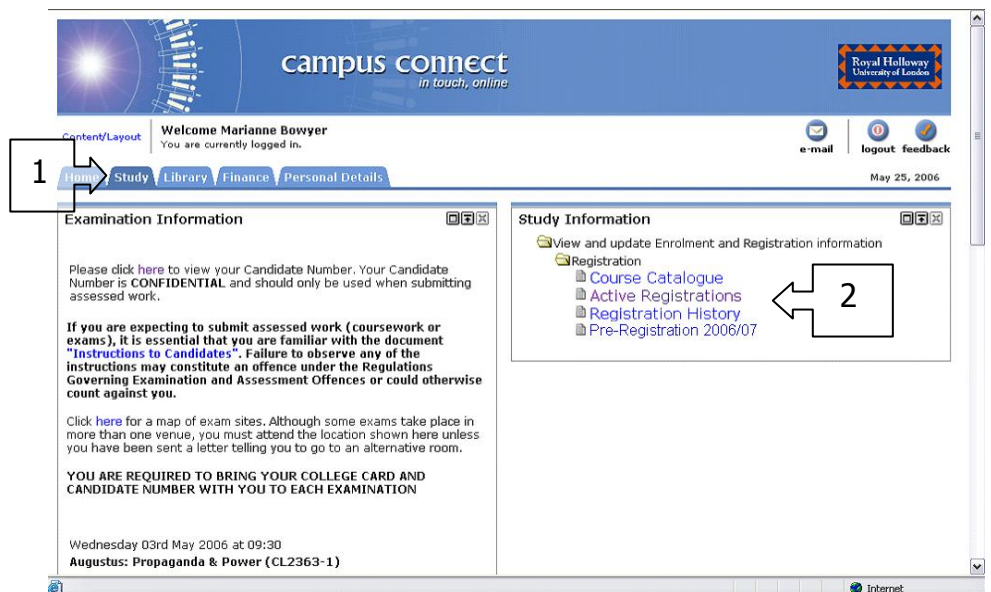 campus connect
in touch, online
Royal Holloway
University of London
Content/Layout
Welcome Marianne Bowyer
You are currently logged in.
e-mail
logout feedback
1
Home Study Library Finance Personal Details
May 25, 2006
Examination Information
Please click here to view your Candidate Number. Your Candidate
Number is CONFIDENTIAL and should only be used when submitting
assessed work.
If you are expecting to submit assessed work (coursework or
exams), it is essential that you are familiar with the document
"Instructions to Candidates". Failure to observe any of the
instructions may constitute an offence under the Regulations
Governing Examination and Assessment Offences or could otherwise
count against you.
Click here for a map of exam sites. Although some exams take place in
more than one venue, you must attend the location shown here unless
you have been sent a letter telling you to go to an alternative room.
YOU ARE REQUIRED TO BRING YOUR COLLEGE CARD AND
CANDIDATE NUMBER WITH YOU TO EACH EXAMINATION
Wednesday 03rd May 2006 at 09:30
Augustus: Propaganda & Power (CL2363-1)
Study Information
View and update Enrolment and Registration information
Registration
Course Catalogue
Active Registrations
Registration History
Pre-Registration 2006/07
2
Internet